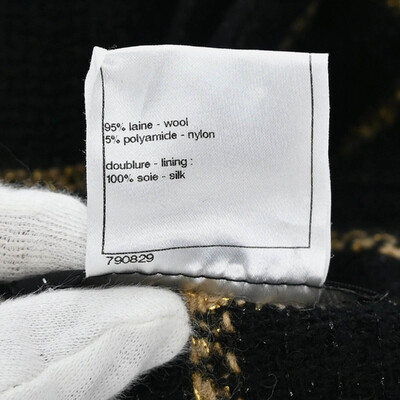 95% laine - wool
5% polyamide - nylon
doublure - lining :
100% soie - silk
790829